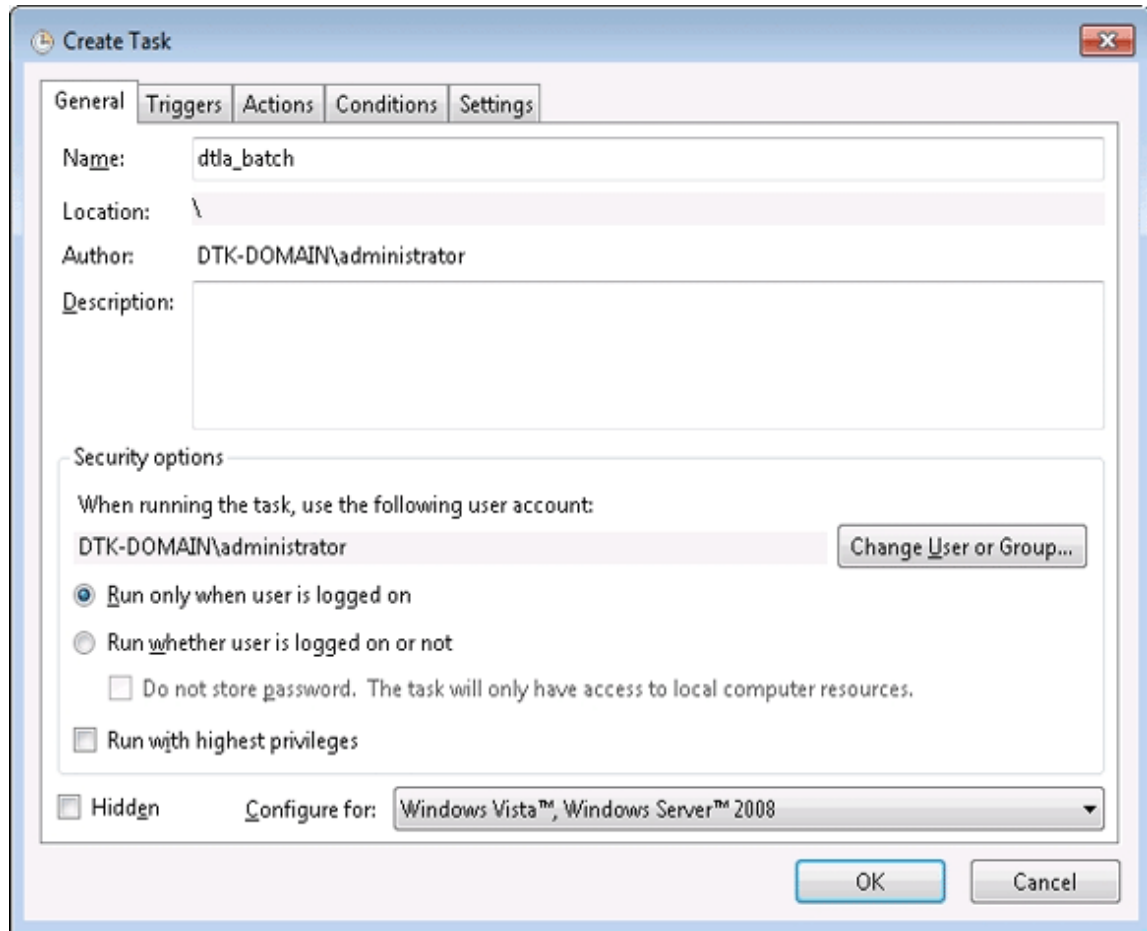 Create Task
General Triggers Actions Conditions Settings
Name: dtla_batch
Location: \
Author: DTK-DOMAIN\administrator
Description:
Security options
When running the task, use the following user account:
DTK-DOMAIN\administrator Change User or Group...
Run only when user is logged on
Run whether user is logged on or not
Do not store password. The task will only have access to local computer resources.
Run with highest privileges
Hidden Configure for: Windows Vista™, Windows Server™ 2008
OK Cancel